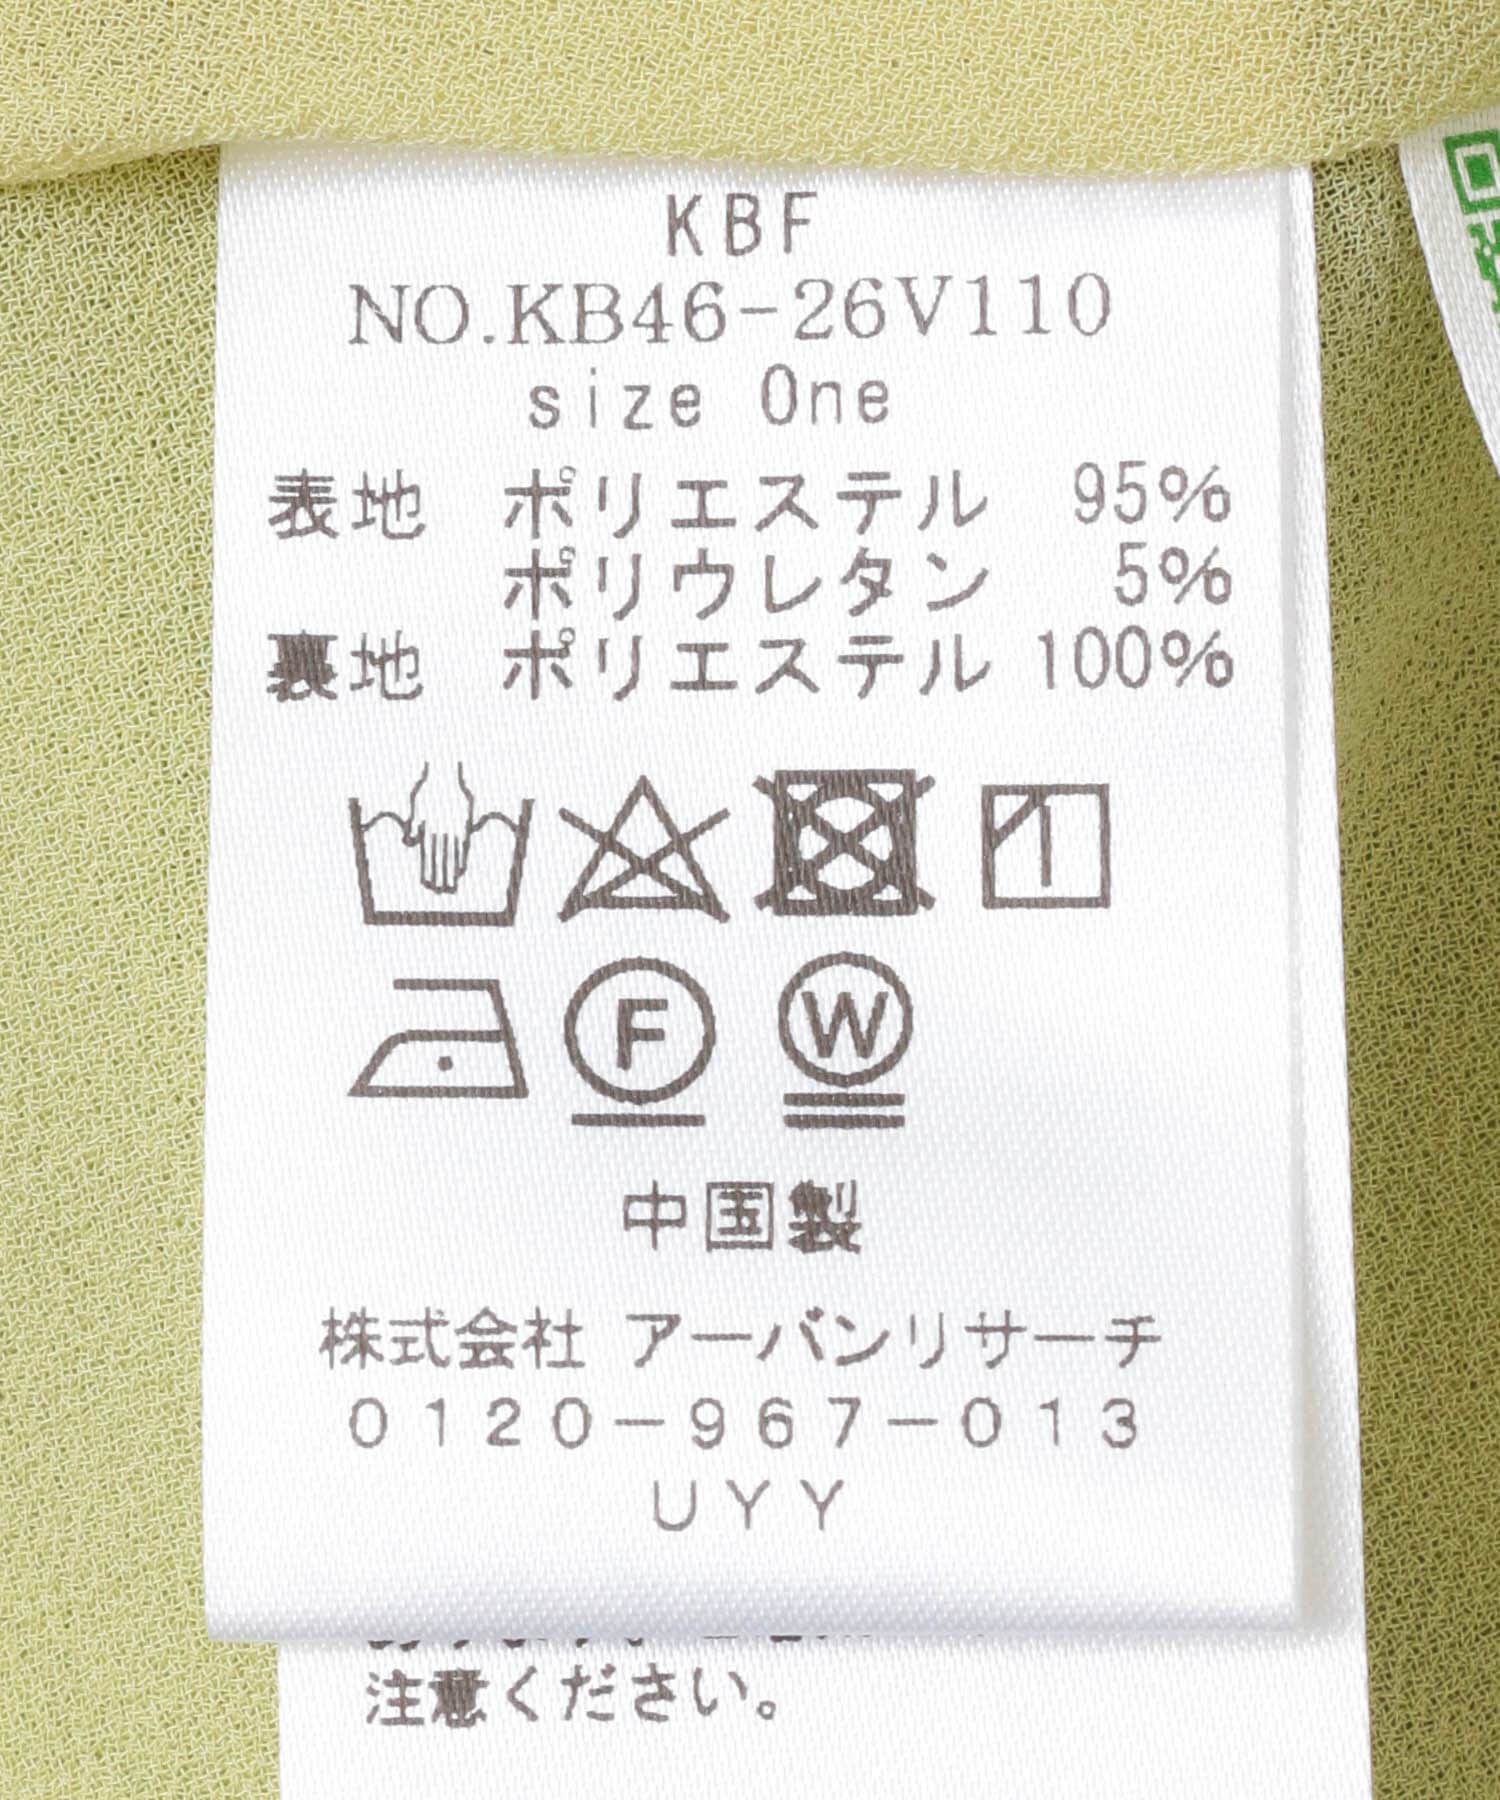 KBF
NO.KB46-26V110
size One
表地 ポリエステル 95%
ポリウレタン 5%
裏地 ポリエステル 100%
F W
中国製
株式会社 アーバンリサーチ
0120-967-013
UYY
注意ください。